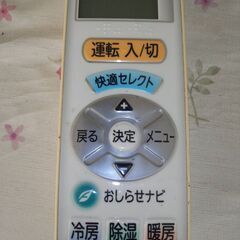 運転 入/切
快適セレクト
+
戻る 決定 メニュー
-
おしらせナビ
冷房 除湿 暖房